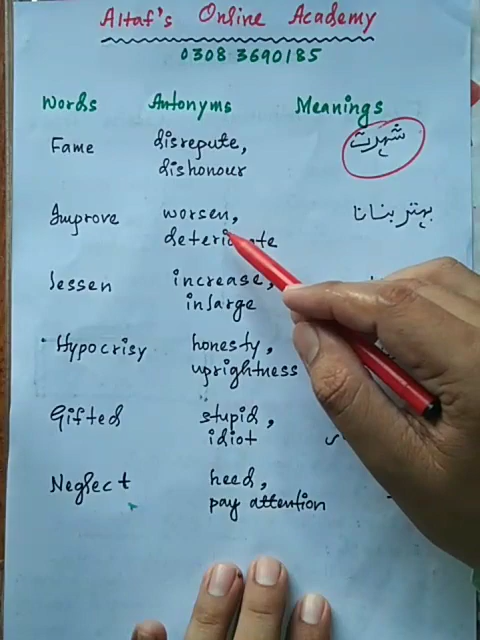 Altaf's Online Academy
0308 3690185
Words Antonyms Meanings
Fame disrepute, شہرت
dishonour
Improve worsen, بہتر بنانا
lessen increase,
inlarge
Hypocrisy honesty,
uprightness
Gifted stupid,
idiot
Neglect heed,
pay attention